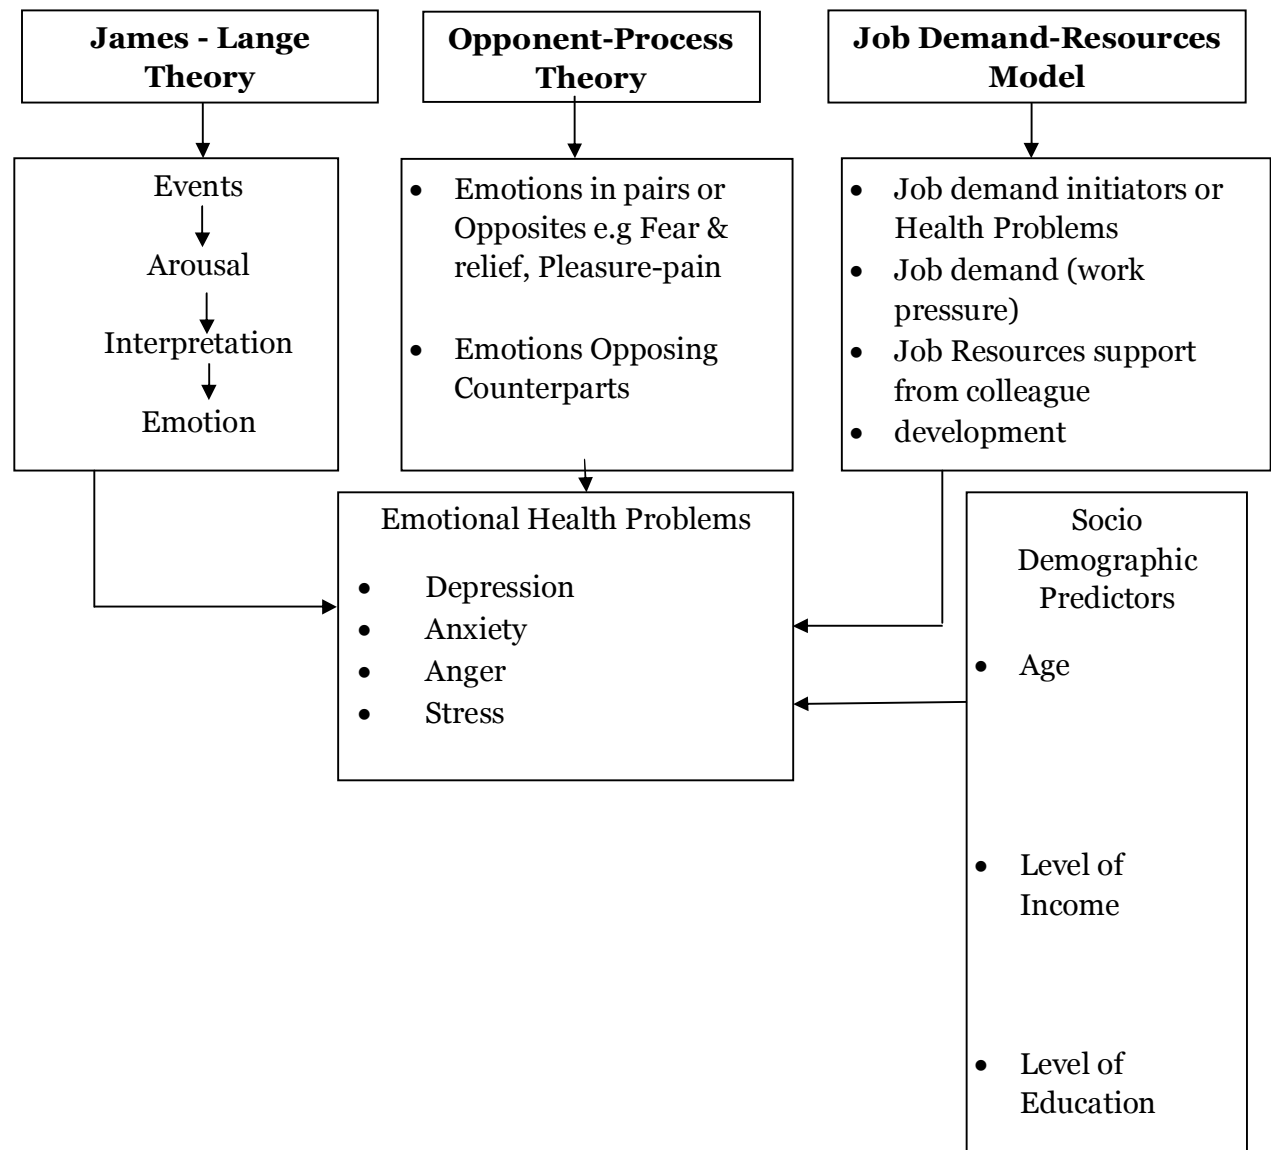 James - Lange
Theory
Opponent-Process
Theory
Job Demand-Resources
Model
Events
Arousal
Interpretation
Emotion
• Emotions in pairs or
Opposites e.g Fear &
relief, Pleasure-pain
• Emotions Opposing
Counterparts
• Job demand initiators or
Health Problems
• Job demand (work
pressure)
• Job Resources support
from colleague
• development
Emotional Health Problems
• Depression
• Anxiety
• Anger
• Stress
Socio
Demographic
Predictors
• Age
• Level of
Income
• Level of
Education